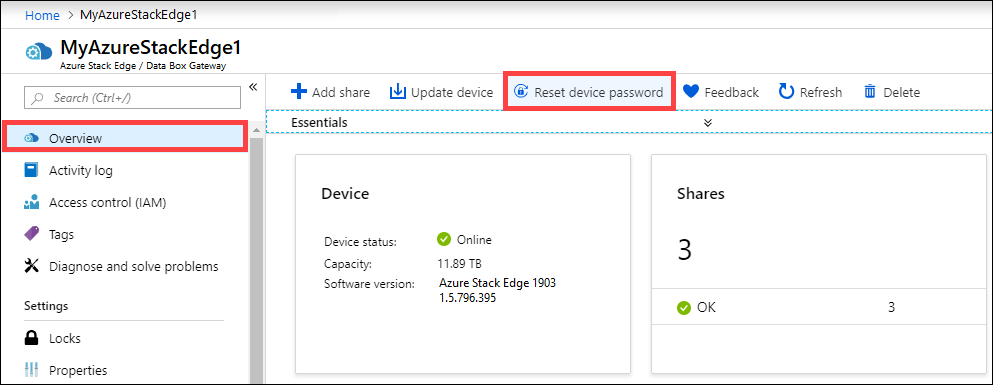 Home > MyAzureStackEdge1
MyAzureStackEdge1
Azure Stack Edge / Data Box Gateway
Search (Ctrl+/)
Overview
Activity log
Access control (IAM)
Tags
Diagnose and solve problems
Settings
Locks
Properties
Add share Update device Reset device password Feedback Refresh Delete
Essentials
Device
Device status: Online
Capacity: 11.89 TB
Software version: Azure Stack Edge 1903
1.5.796.395
Shares
3
OK 3